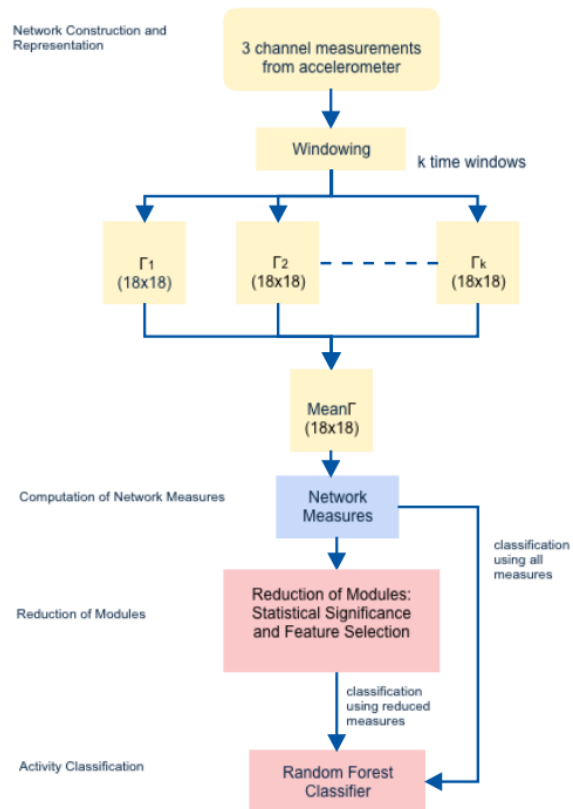 Network Construction and
Representation
3 channel measurements
from accelerometer
Windowing
k time windows
Γ1
(18x18)
Γ2
(18x18)
Γk
(18x18)
MeanΓ
(18x18)
Computation of Network Measures
Network
Measures
classification
using all
measures
Reduction of Modules
Reduction of Modules:
Statistical Significance
and Feature Selection
classification
using reduced
measures
Activity Classification
Random Forest
Classifier